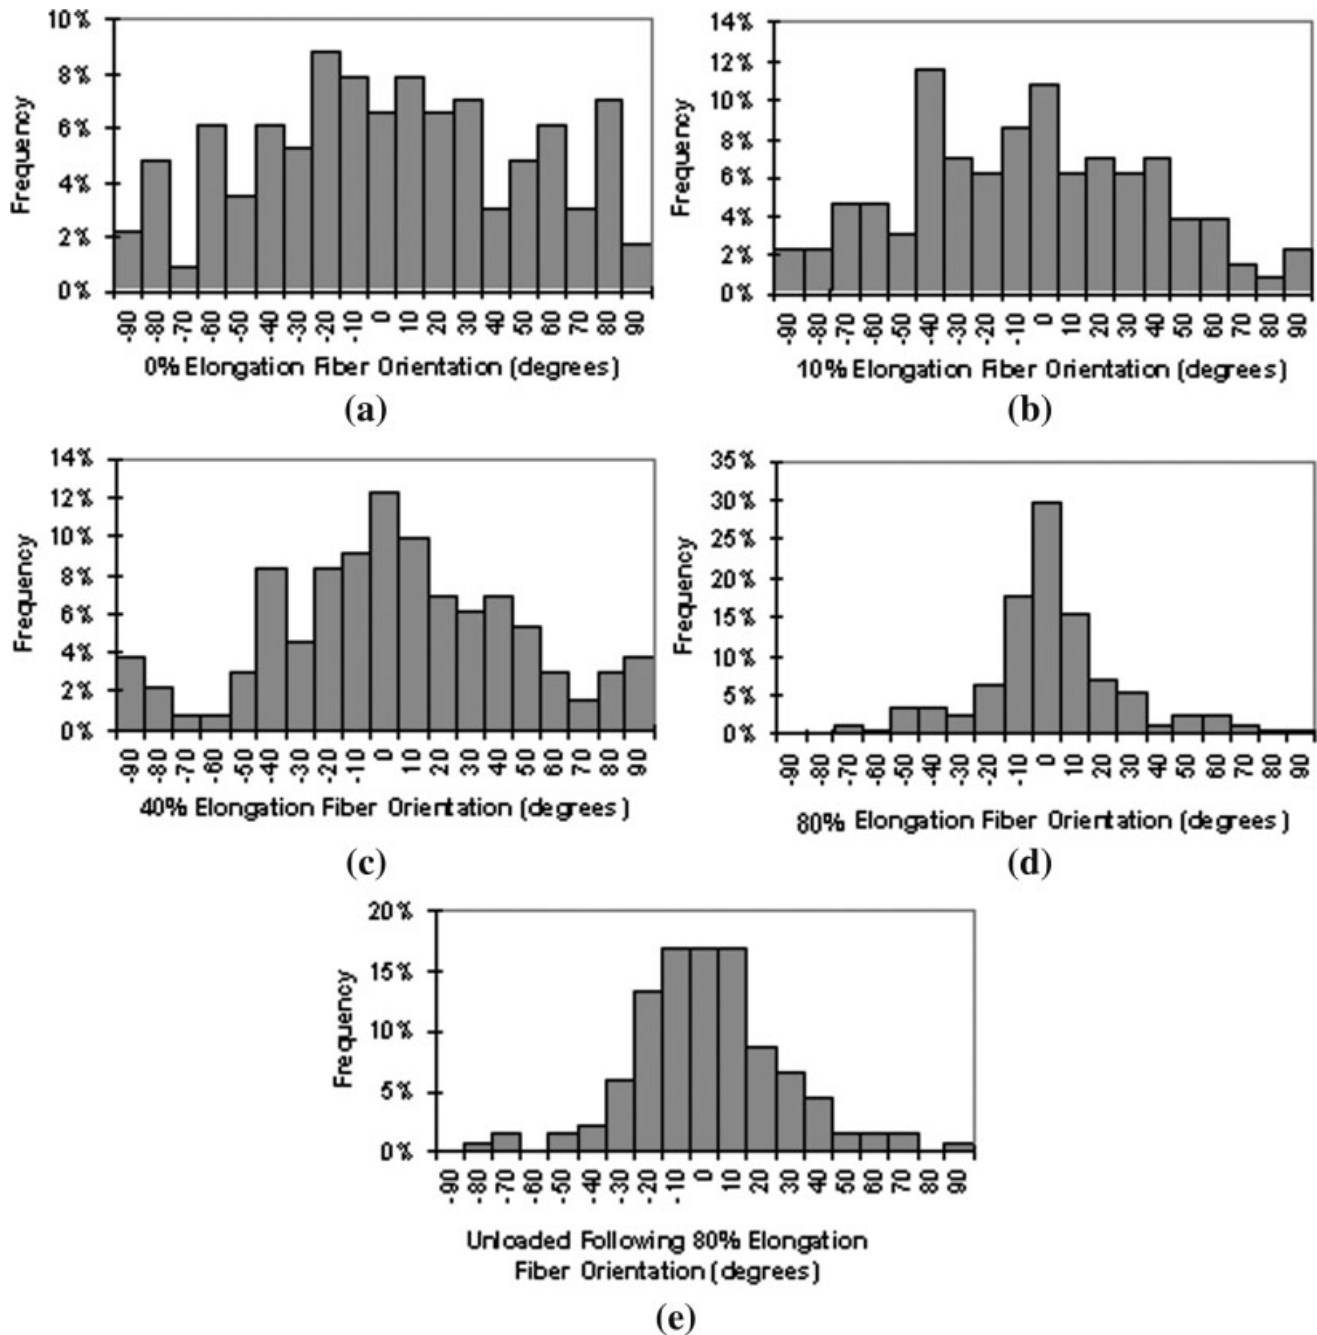 10%
8%
6%
4%
2%
0%
Frequency
-90 -80 -70 -60 -50 -40 -30 -20 -10 0 10 20 30 40 50 60 70 80 90
0% Elongation Fiber Orientation (degrees)
(a)
14%
12%
10%
8%
6%
4%
2%
0%
Frequency
-90 -80 -70 -60 -50 -40 -30 -20 -10 0 10 20 30 40 50 60 70 80 90
10% Elongation Fiber Orientation (degrees)
(b)
14%
12%
10%
8%
6%
4%
2%
0%
Frequency
-90 -80 -70 -60 -50 -40 -30 -20 -10 0 10 20 30 40 50 60 70 80 90
40% Elongation Fiber Orientation (degrees)
(c)
35%
30%
25%
20%
15%
10%
5%
0%
Frequency
-90 -80 -70 -60 -50 -40 -30 -20 -10 0 10 20 30 40 50 60 70 80 90
80% Elongation Fiber Orientation (degrees)
(d)
20%
15%
10%
5%
0%
Frequency
-90 -80 -70 -60 -50 -40 -30 -20 -10 0 10 20 30 40 50 60 70 80 90
Unloaded Following 80% Elongation
Fiber Orientation (degrees)
(e)